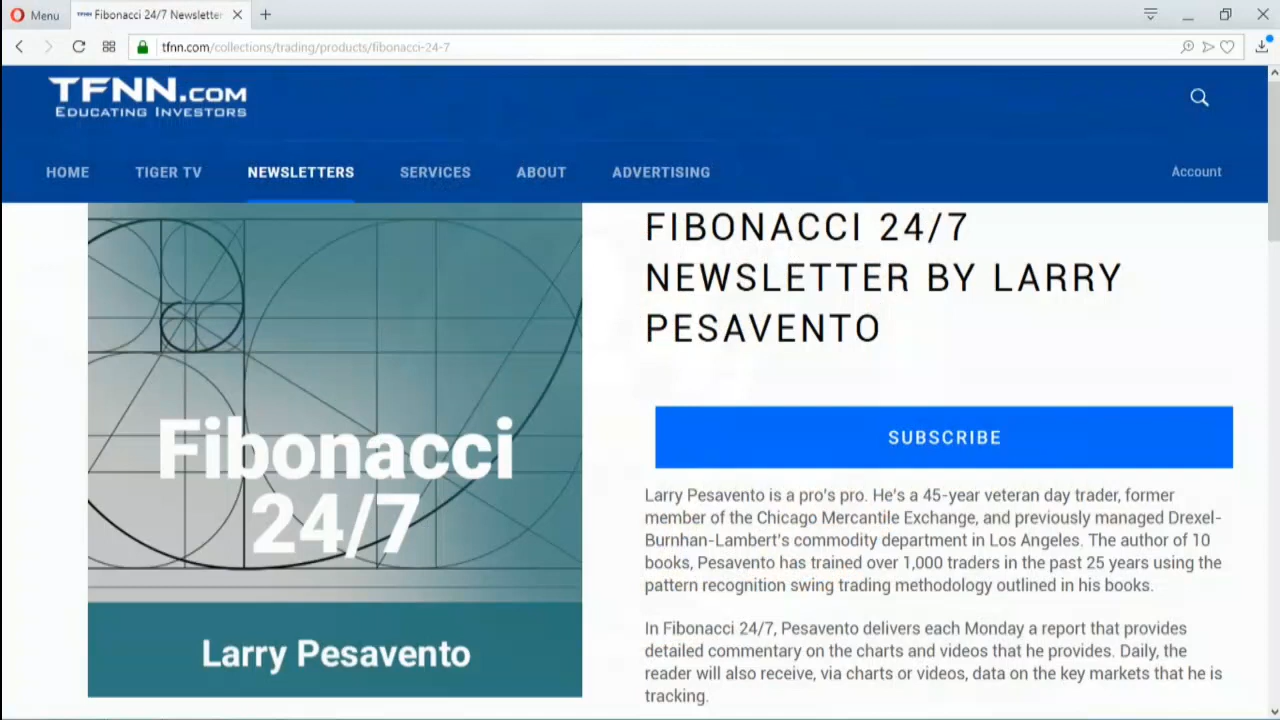 Menu
Fibonacci 24/7 Newsletter
tfnn.com/collections/trading/products/fibonacci-24-7
TFNN.COM
EDUCATING INVESTORS
HOME
TIGER TV
NEWSLETTERS
SERVICES
ABOUT
ADVERTISING
Account
Fibonacci
24/7
Larry Pesavento
FIBONACCI 24/7
NEWSLETTER BY LARRY
PESAVENTO
SUBSCRIBE
Larry Pesavento is a pro's pro. He's a 45-year veteran day trader, former
member of the Chicago Mercantile Exchange, and previously managed Drexel-
Burnhan-Lambert's commodity department in Los Angeles. The author of 10
books, Pesavento has trained over 1,000 traders in the past 25 years using the
pattern recognition swing trading methodology outlined in his books.
In Fibonacci 24/7, Pesavento delivers each Monday a report that provides
detailed commentary on the charts and videos that he provides. Daily, the
reader will also receive, via charts or videos, data on the key markets that he is
tracking.